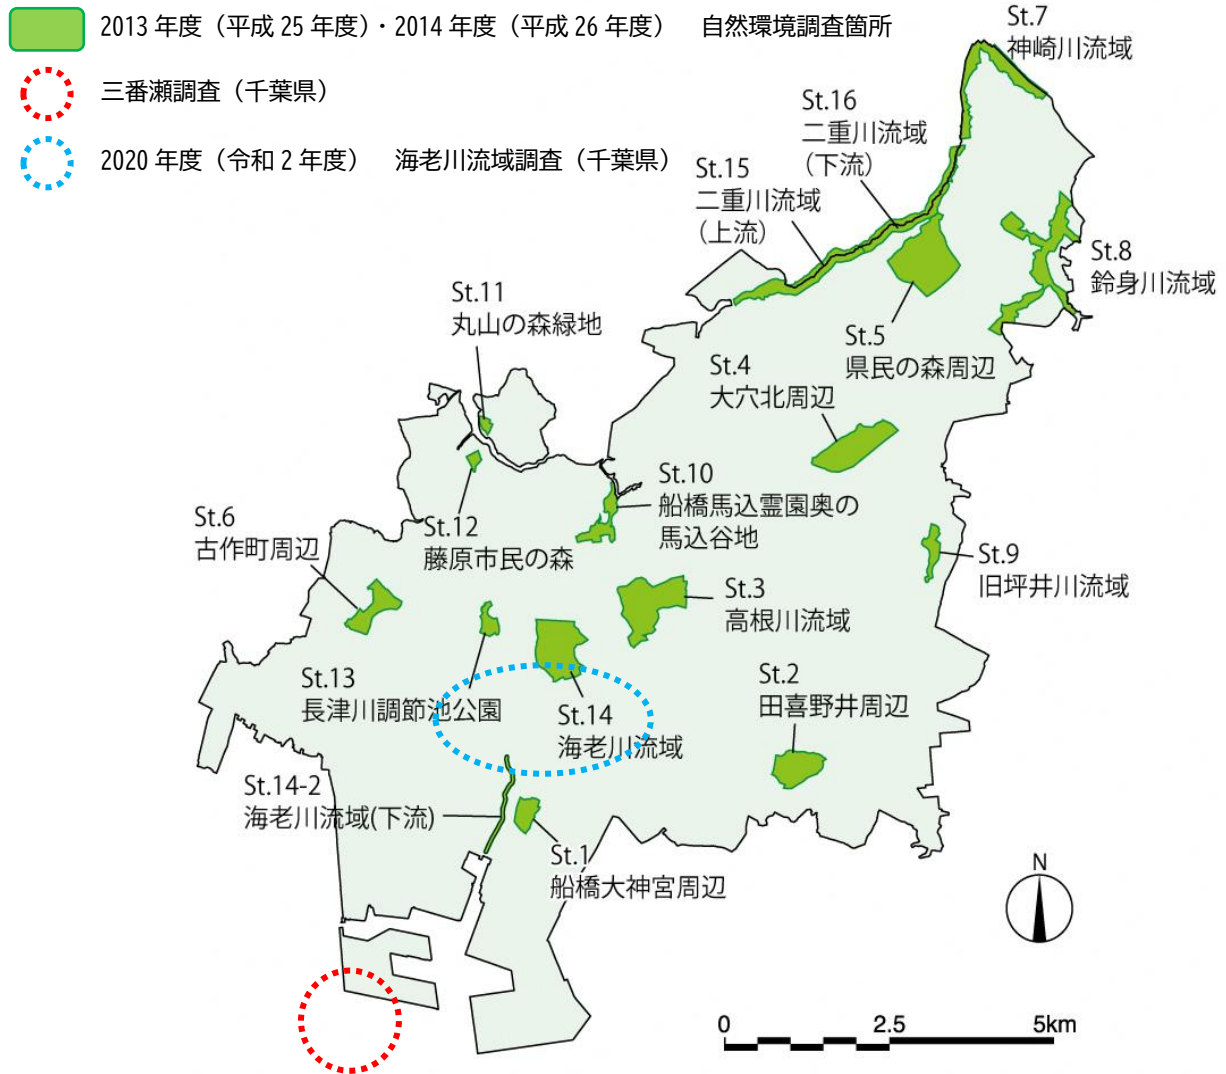 2013 年度（平成 25 年度）・2014 年度（平成 26 年度）　自然環境調査箇所
三番瀬調査（千葉県）
2020 年度（令和 2 年度）　海老川流域調査（千葉県）
St.7
神崎川流域
St.16
二重川流域
（下流）
St.15
二重川流域
（上流）
St.8
鈴身川流域
St.11
丸山の森緑地
St.5
県民の森周辺
St.4
大穴北周辺
St.10
船橋馬込霊園奥の
馬込谷地
St.6
古作町周辺
St.12
藤原市民の森
St.9
旧坪井川流域
St.3
高根川流域
St.13
長津川調節池公園
St.2
田喜野井周辺
St.14
海老川流域
St.14-2
海老川流域(下流)
St.1
船橋大神宮周辺
N
0 2.5 5km